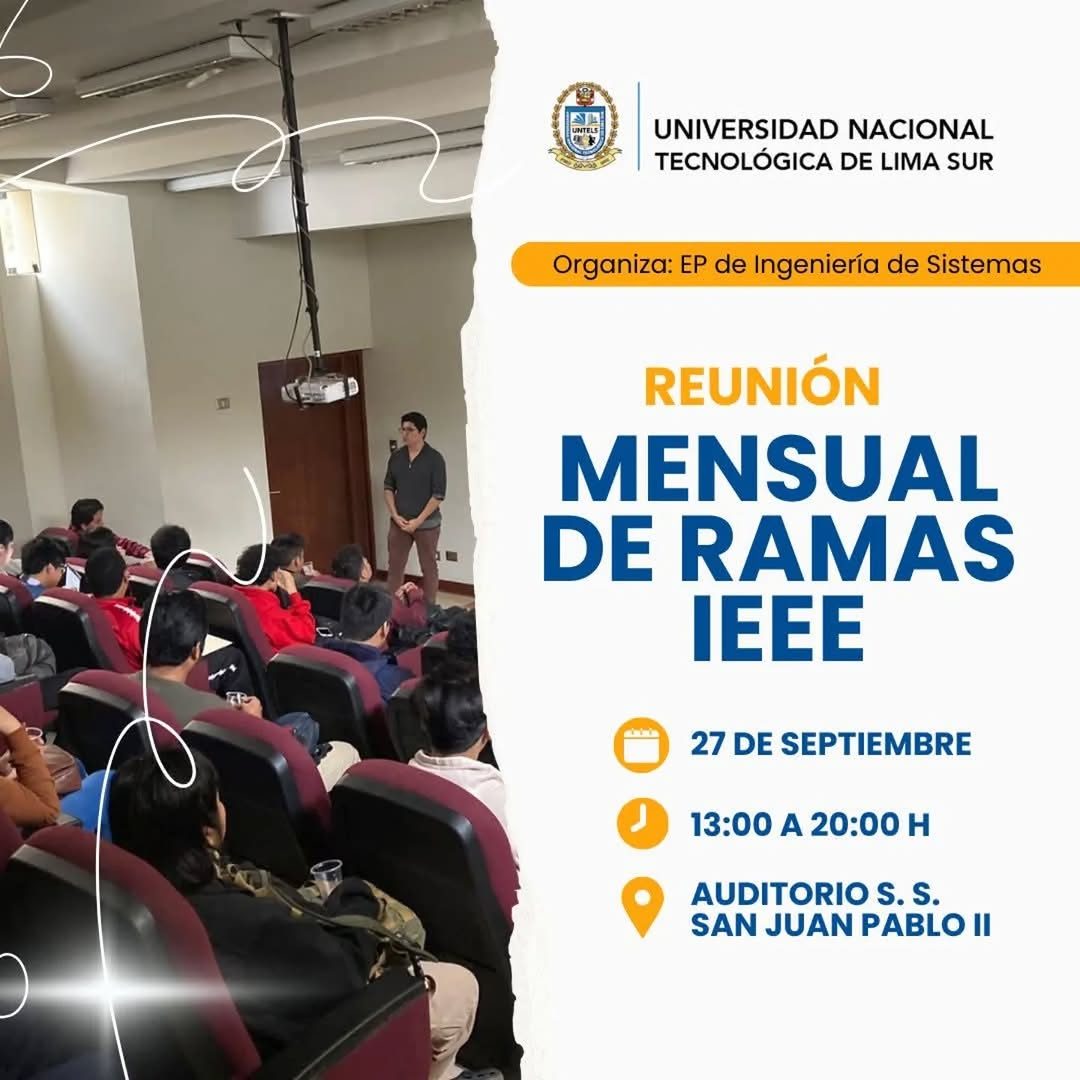 UNTELS
UNIVERSIDAD NACIONAL
TECNOLÓGICA DE LIMA SUR
Organiza: EP de Ingeniería de Sistemas
REUNIÓN
MENSUAL
DE RAMAS
IEEE
27 DE SEPTIEMBRE
13:00 A 20:00 H
AUDITORIO S. S.
SAN JUAN PABLO II